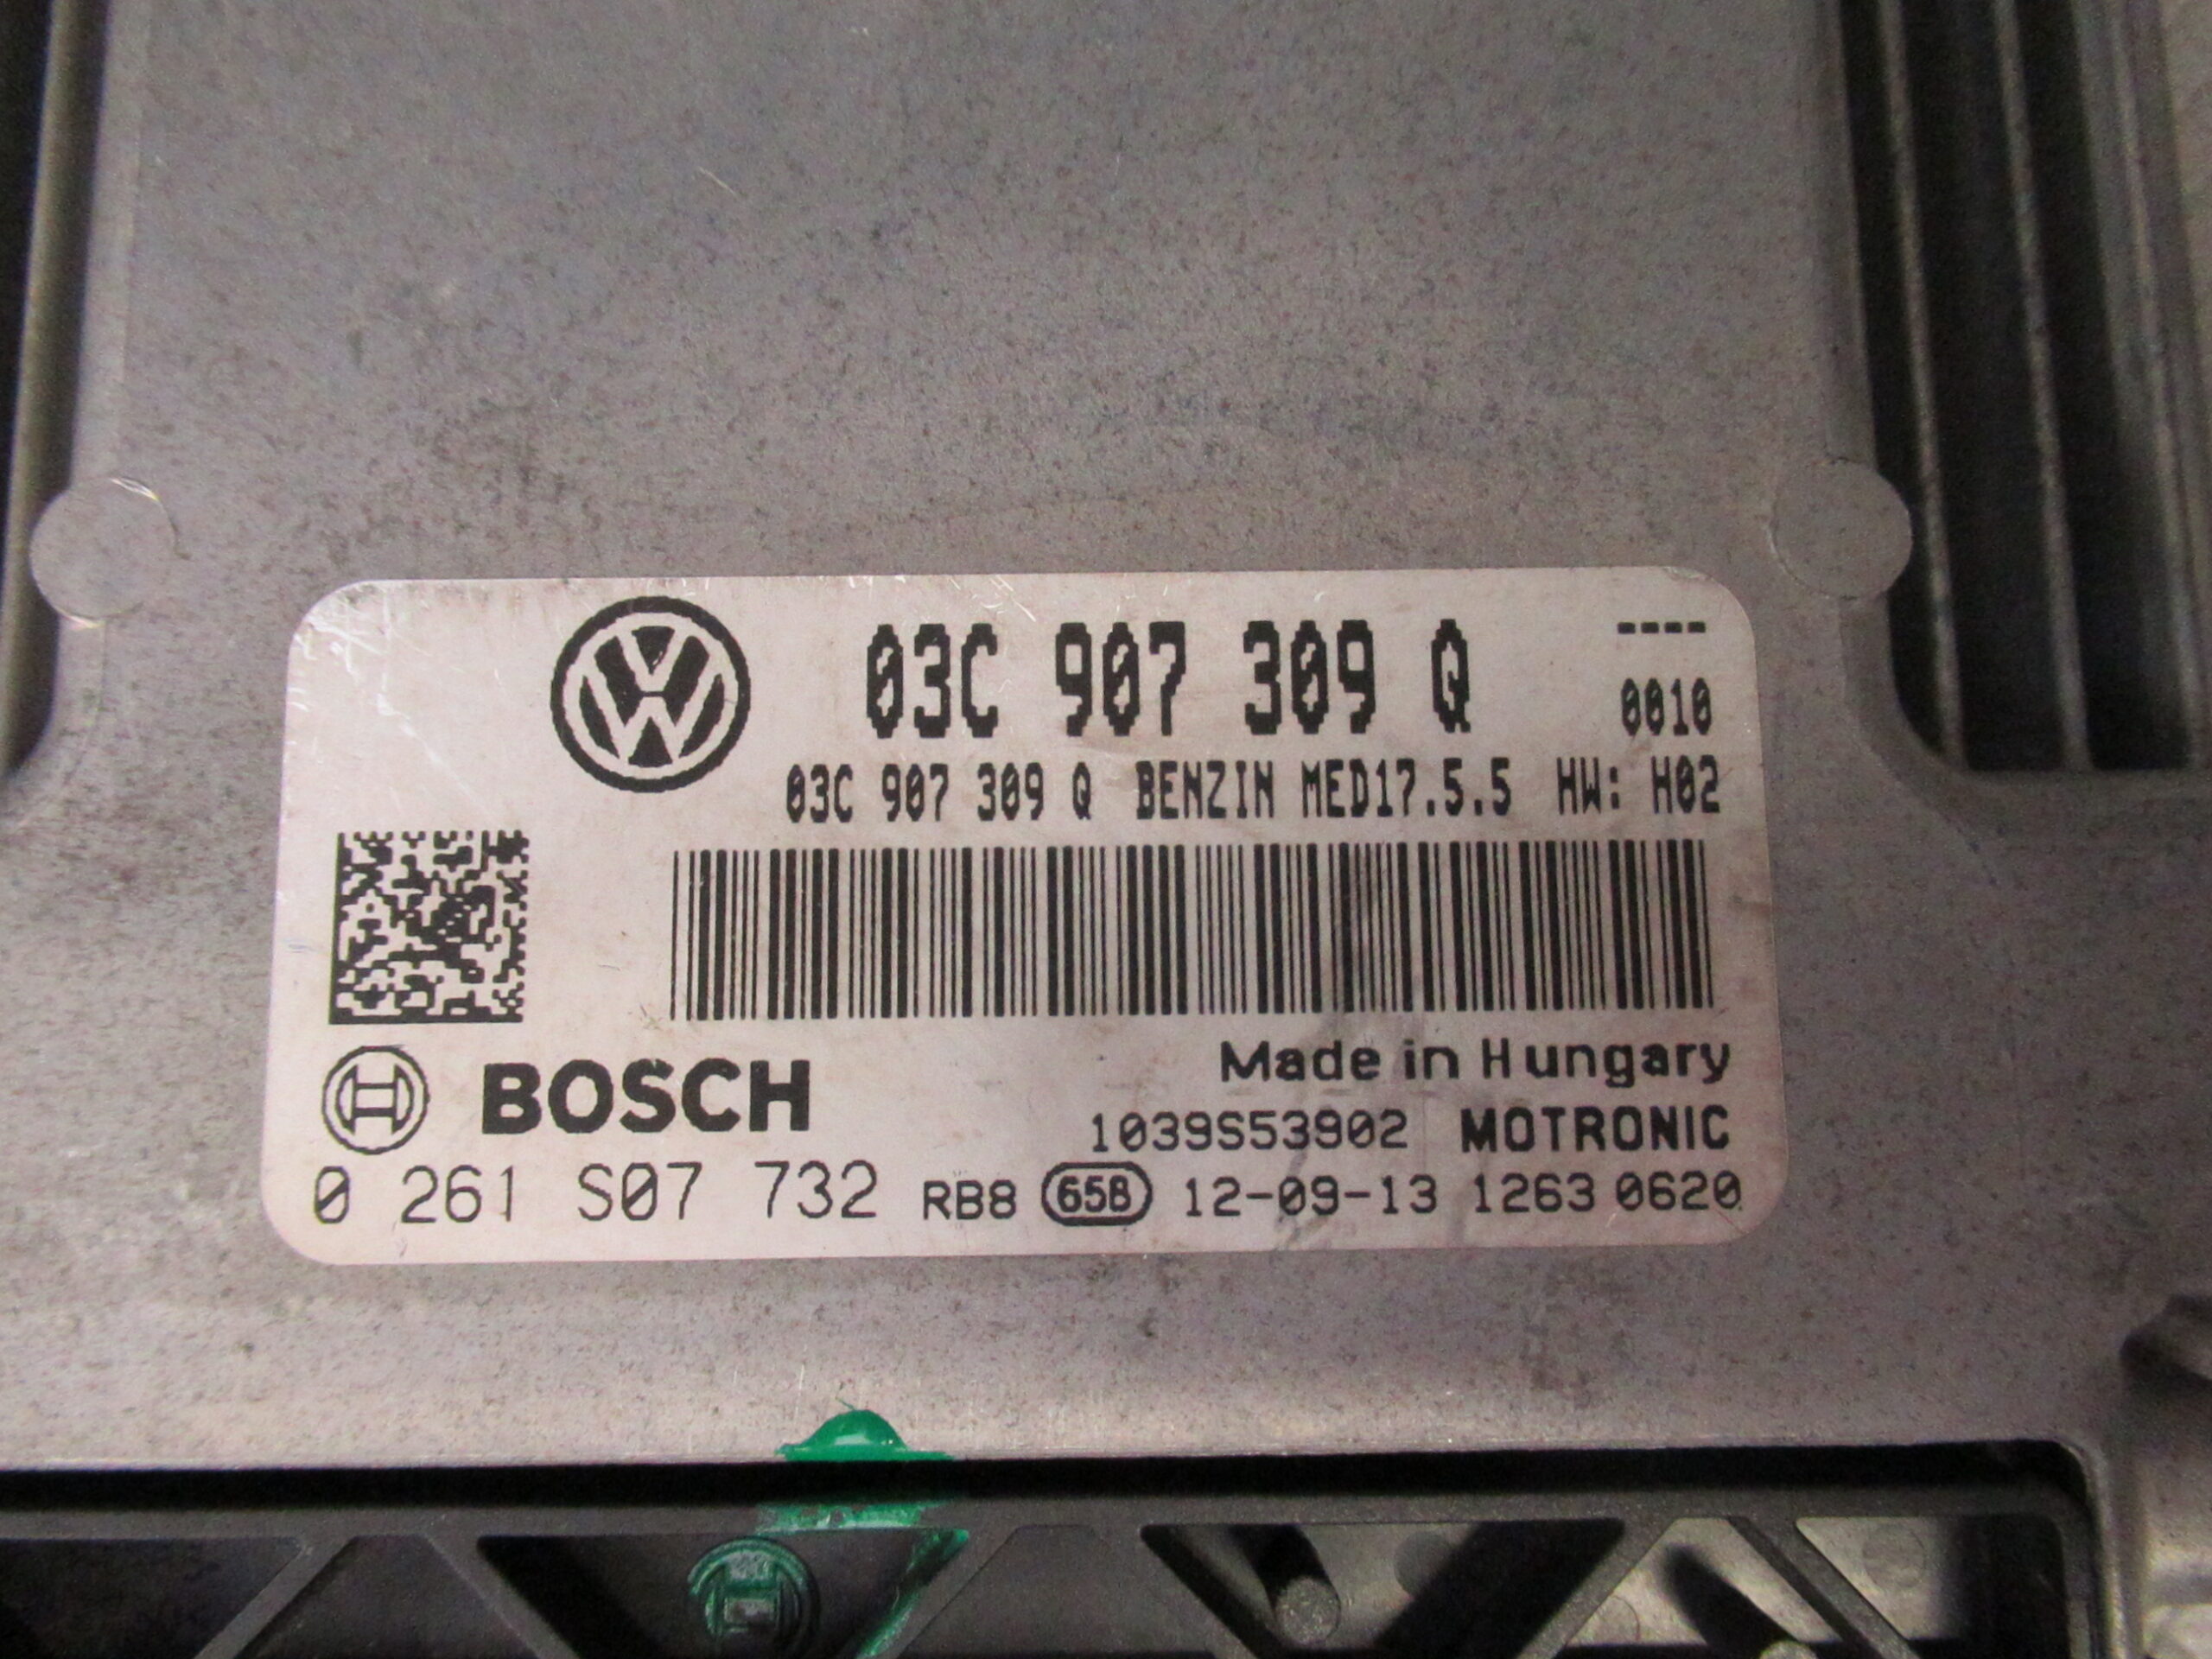 03C 907 309 Q ----
0010
03C 907 309 Q BENZIN MED17.5.5 HW: H02
Made in Hungary
BOSCH
1039S53902 MOTRONIC
0 261 S07 732 RB8 65B 12-09-13 1263 0620